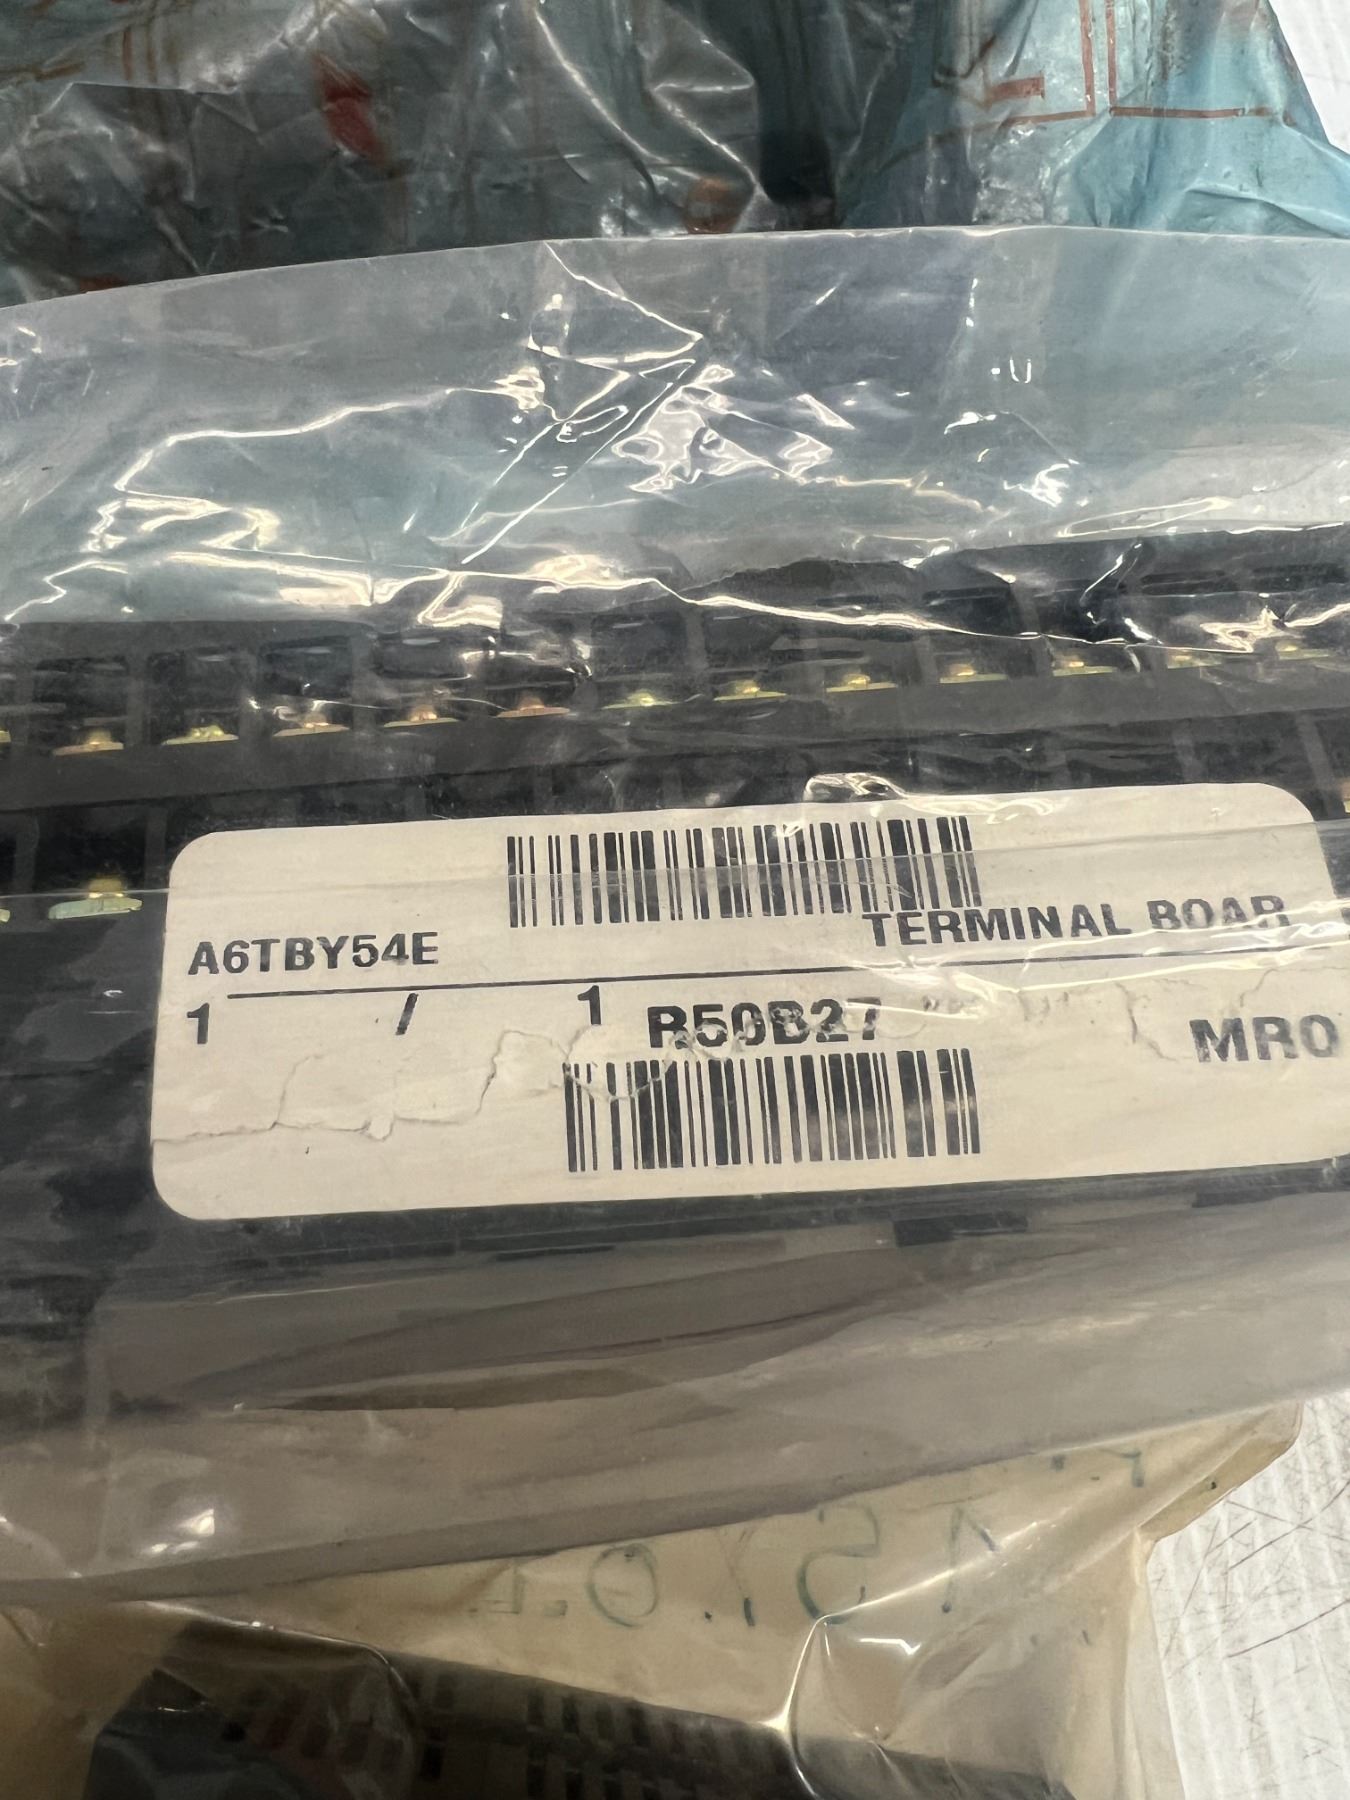 A6TBY54E TERMINAL BOAR
1 / 1 R50B27 MRO